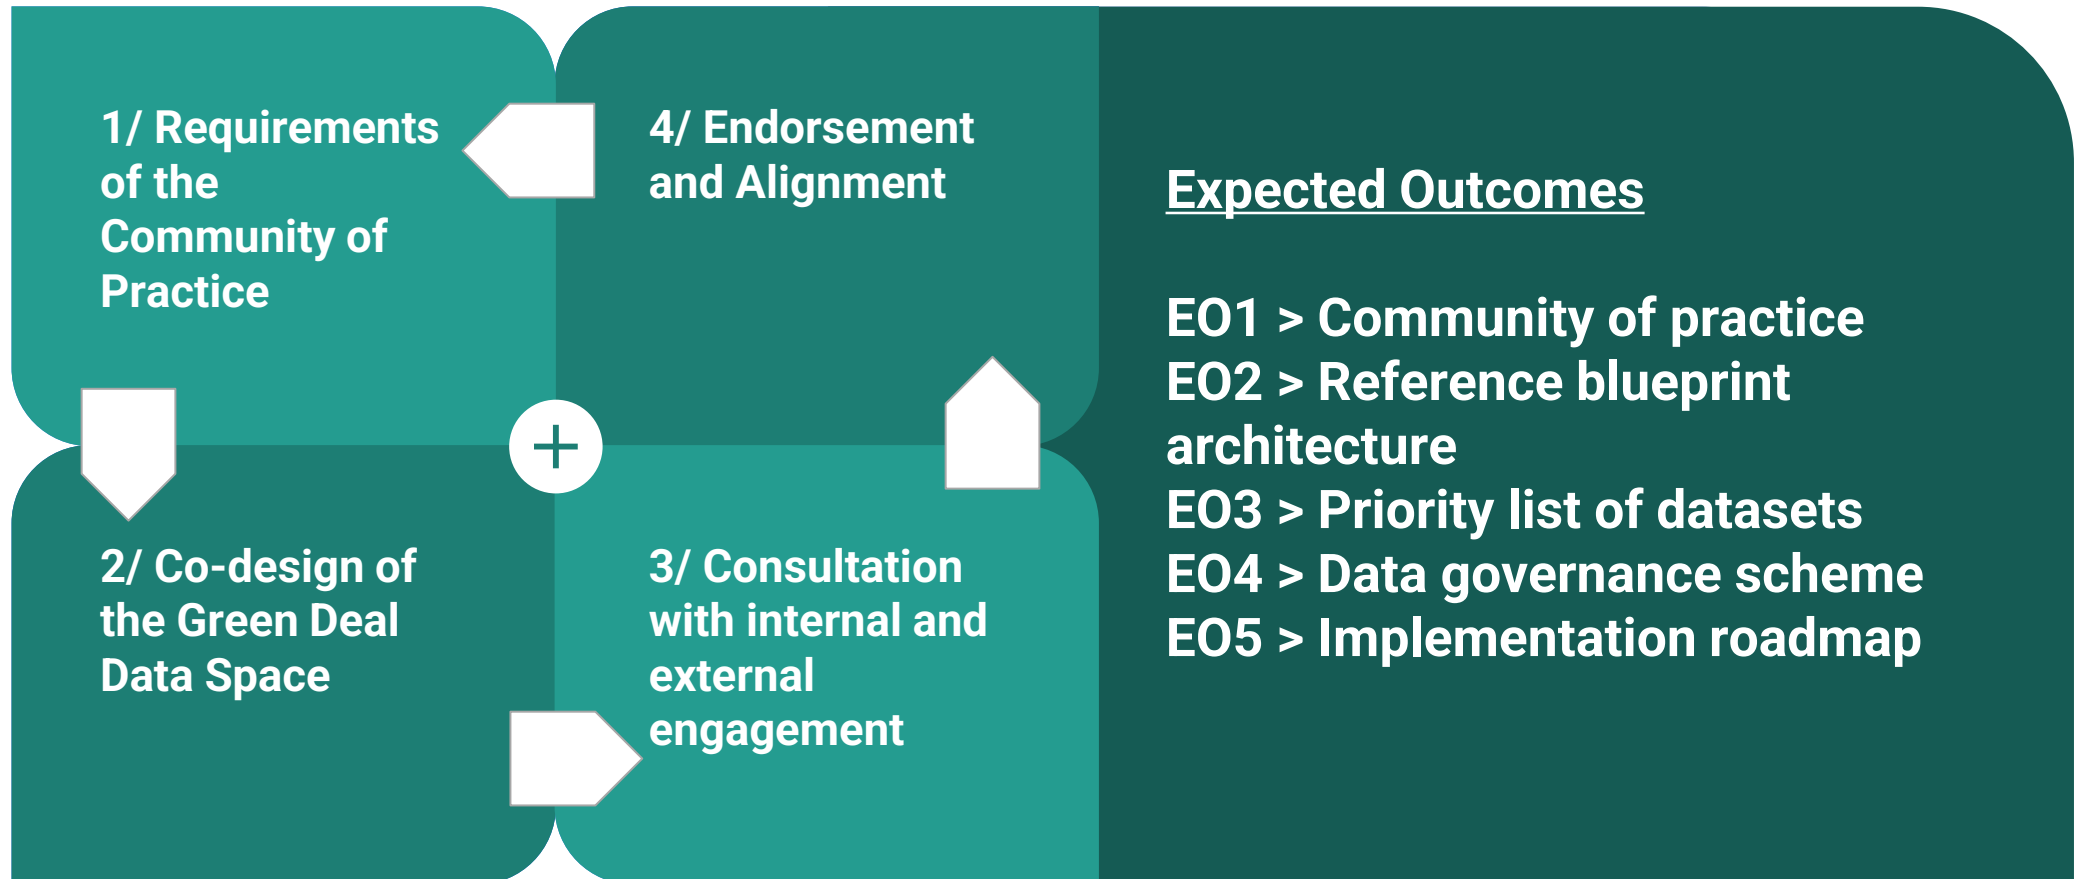 1/ Requirements
of the
Community of
Practice
2/ Co-design of
the Green Deal
Data Space
3/ Consultation
with internal and
external
engagement
4/ Endorsement
and Alignment
Expected Outcomes
EO1 > Community of practice
EO2 > Reference blueprint
architecture
EO3 > Priority list of datasets
EO4 > Data governance scheme
EO5 > Implementation roadmap